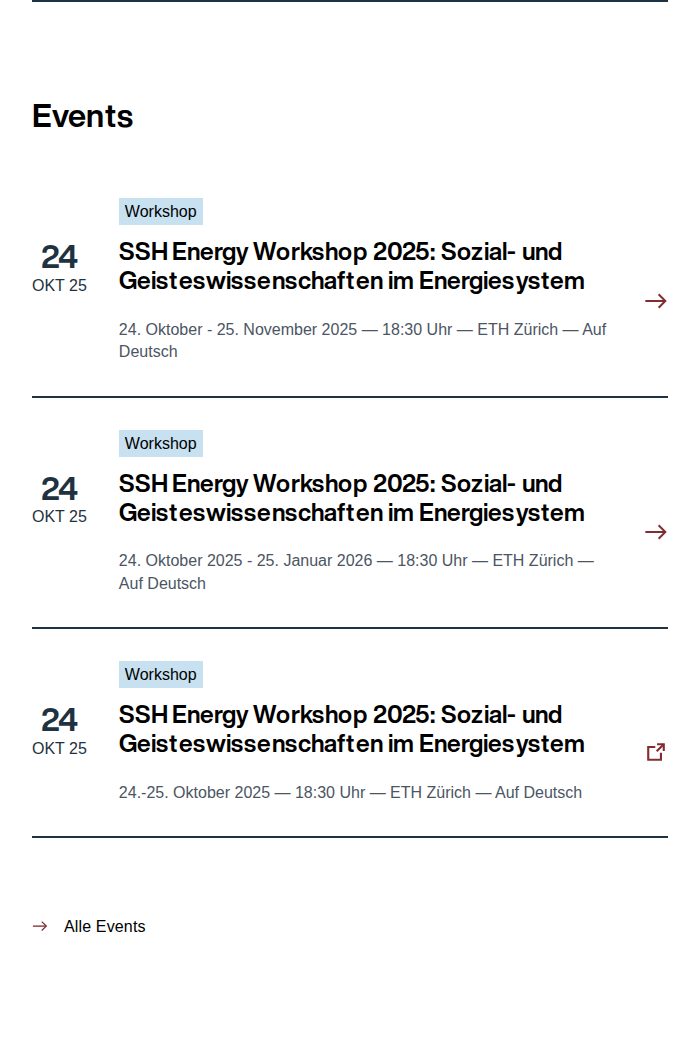 Events
Workshop
24
OKT 25
SSH Energy Workshop 2025: Sozial- und
Geisteswissenschaften im Energiesystem
24. Oktober - 25. November 2025 — 18:30 Uhr — ETH Zürich — Auf
Deutsch
Workshop
24
OKT 25
SSH Energy Workshop 2025: Sozial- und
Geisteswissenschaften im Energiesystem
24. Oktober 2025 - 25. Januar 2026 — 18:30 Uhr — ETH Zürich —
Auf Deutsch
Workshop
24
OKT 25
SSH Energy Workshop 2025: Sozial- und
Geisteswissenschaften im Energiesystem
24.-25. Oktober 2025 — 18:30 Uhr — ETH Zürich — Auf Deutsch
Alle Events